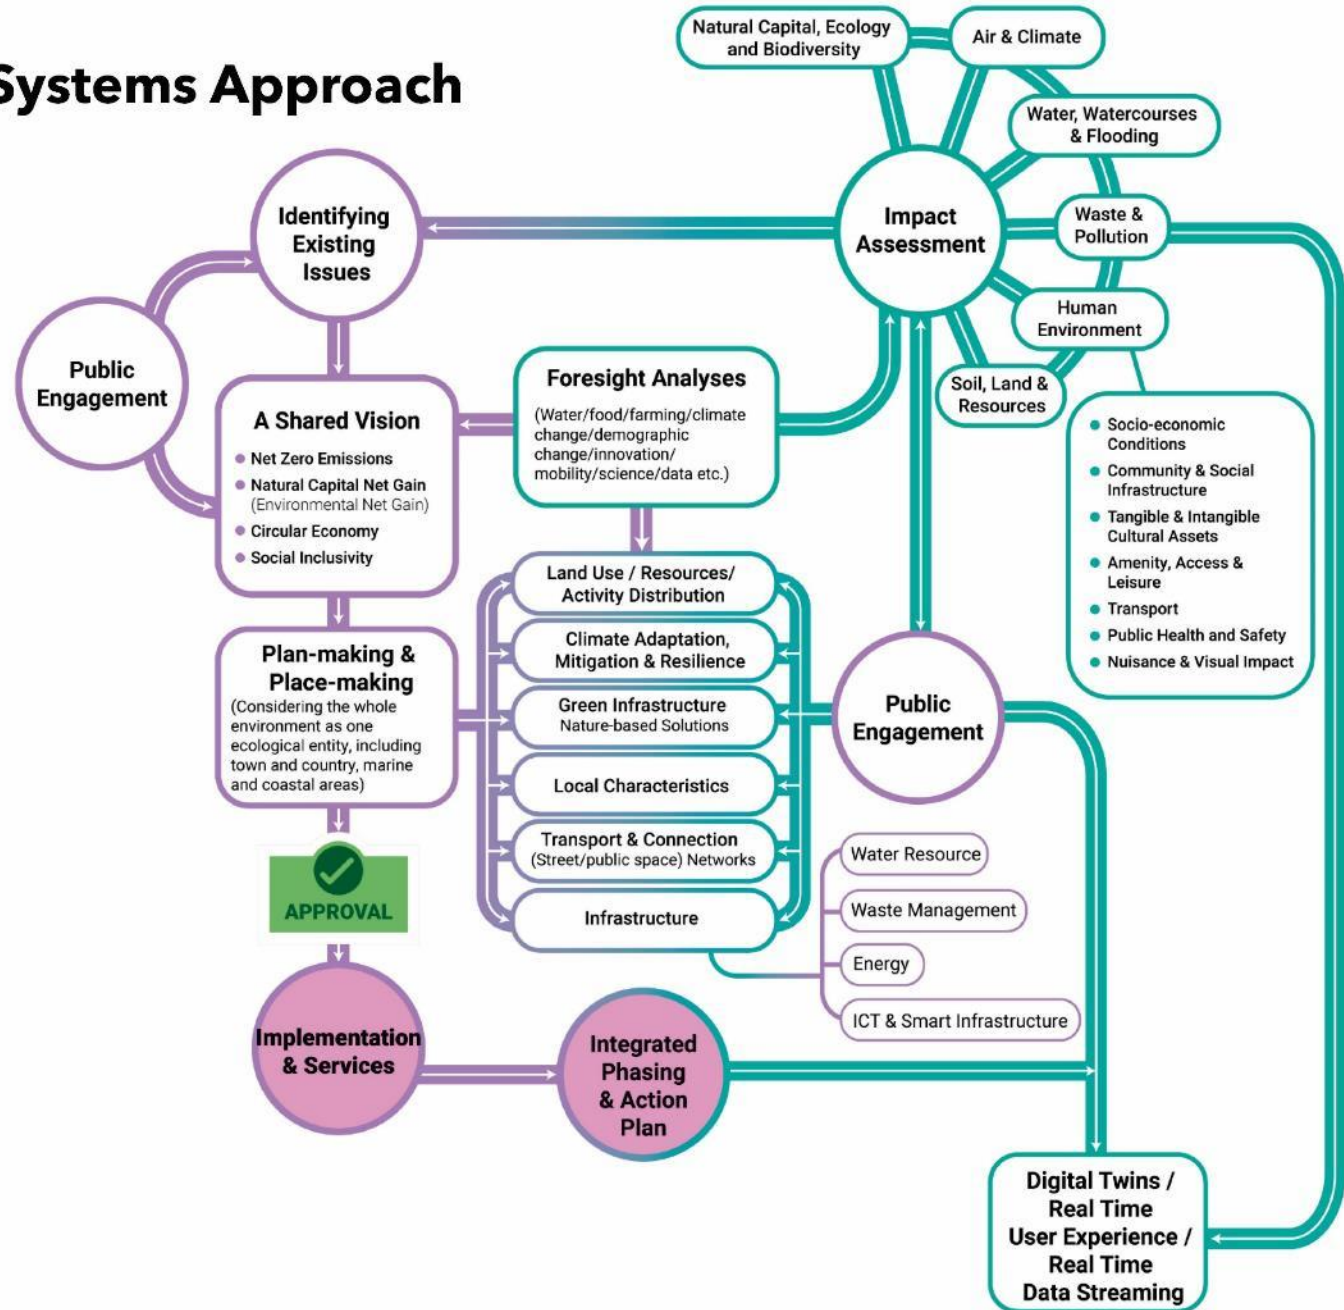 Systems Approach
Natural Capital, Ecology
and Biodiversity
Air & Climate
Water, Watercourses
& Flooding
Waste &
Pollution
Human
Environment
Soil, Land &
Resources
Impact
Assessment
Identifying
Existing
Issues
Public
Engagement
A Shared Vision
Net Zero Emissions
Natural Capital Net Gain
(Environmental Net Gain)
Circular Economy
Social Inclusivity
Foresight Analyses
(Water/food/farming/climate
change/demographic
change/innovation/
mobility/science/data etc.)
Socio-economic
Conditions
Community & Social
Infrastructure
Tangible & Intangible
Cultural Assets
Amenity, Access &
Leisure
Transport
Public Health and Safety
Nuisance & Visual Impact
Plan-making &
Place-making
(Considering the whole
environment as one
ecological entity, including
town and country, marine
and coastal areas)
Land Use / Resources/
Activity Distribution
Climate Adaptation,
Mitigation & Resilience
Green Infrastructure
Nature-based Solutions
Local Characteristics
Transport & Connection
(Street/public space) Networks
Infrastructure
Public
Engagement
Water Resource
Waste Management
Energy
ICT & Smart Infrastructure
APPROVAL
Implementation
& Services
Integrated
Phasing
& Action
Plan
Digital Twins /
Real Time
User Experience /
Real Time
Data Streaming